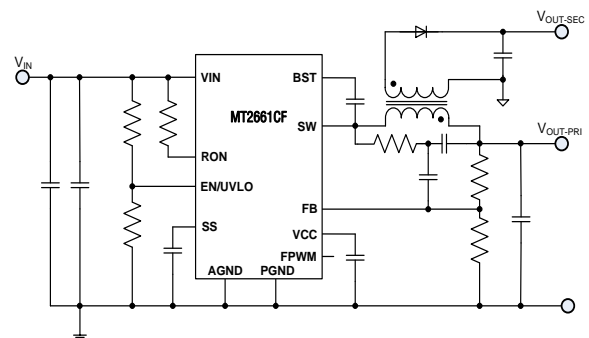 VOUT-SEC
VIN
VIN
BST
MT2661CF
SW
VOUT-PRI
RON
EN/UVLO
SS
FB
VCC
FPWM
AGND
PGND